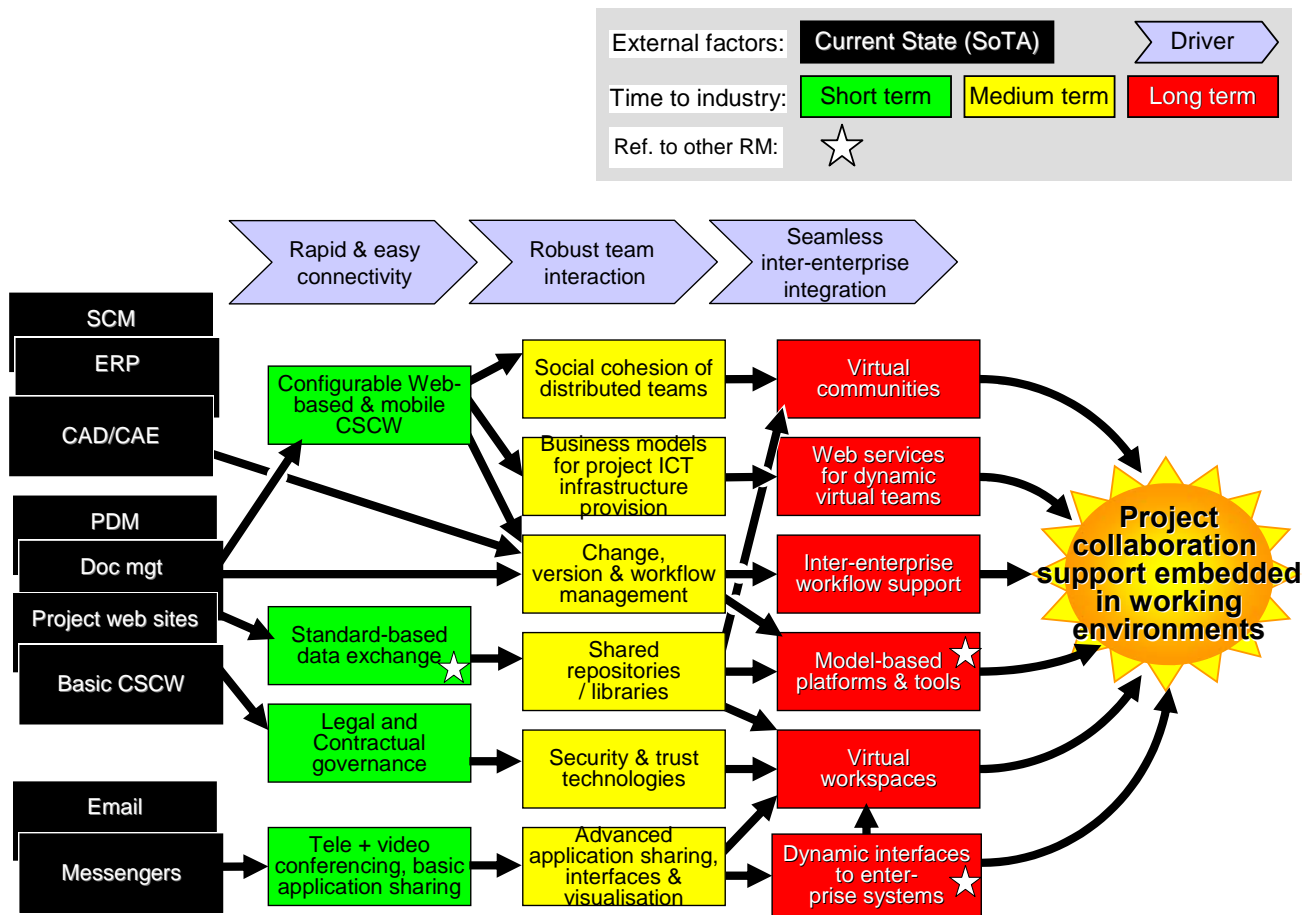 External factors:
Current State (SoTA)
Driver
Time to industry:
Short term
Medium term
Long term
Ref. to other RM:
Rapid & easy
connectivity
Robust team
interaction
Seamless
inter-enterprise
integration
SCM
ERP
CAD/CAE
PDM
Doc mgt
Project web sites
Basic CSCW
Email
Messengers
Configurable Web-
based & mobile
CSCW
Standard-based
data exchange
Legal and
Contractual
governance
Tele + video
conferencing, basic
application sharing
Social cohesion of
distributed teams
Business models
for project ICT
infrastructure
provision
Change,
version & workflow
management
Shared
repositories
/ libraries
Security & trust
technologies
Advanced
application sharing,
interfaces &
visualisation
Virtual
communities
Web services
for dynamic
virtual teams
Inter-enterprise
workflow support
Model-based
platforms & tools
Virtual
workspaces
Dynamic interfaces
to enter-
prise systems
Project
collaboration
support embedded
in working
environments